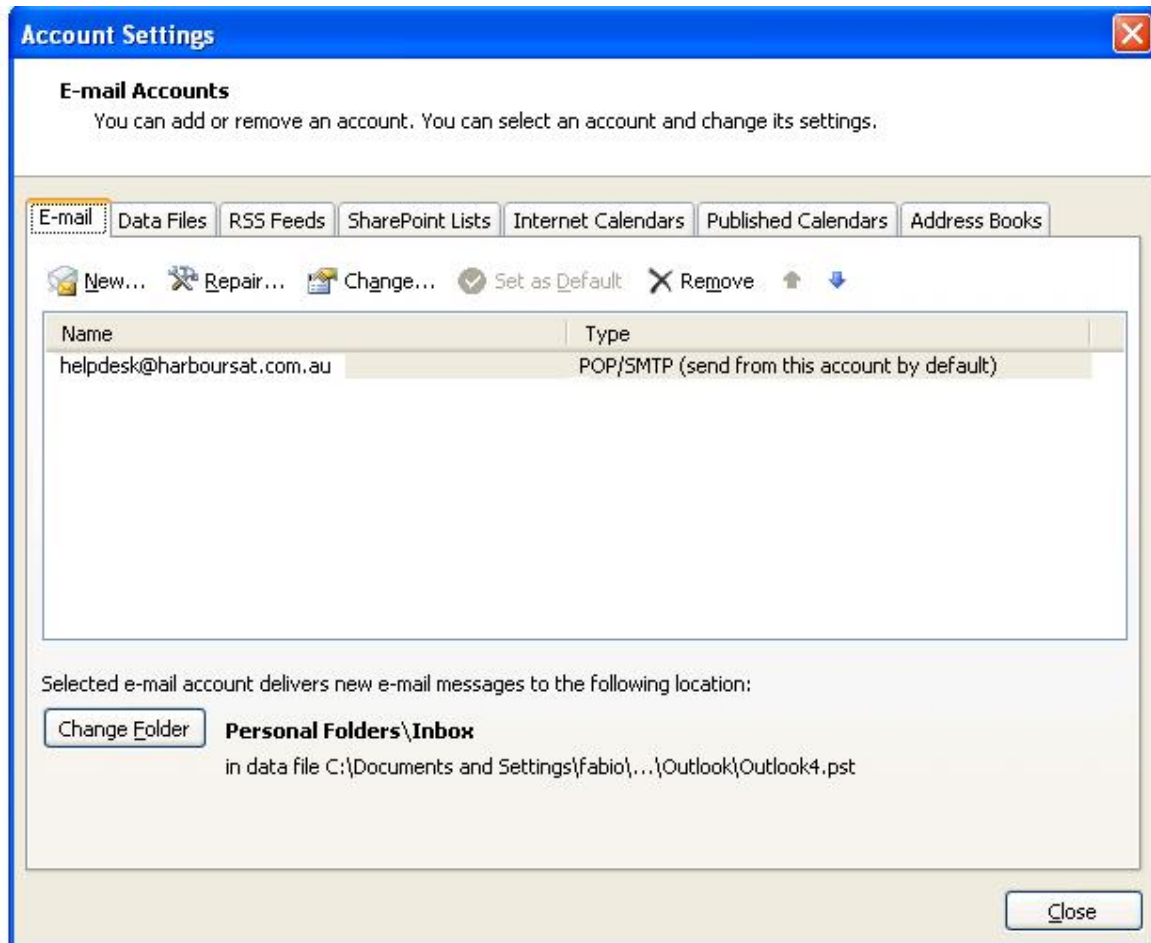 Account Settings
E-mail Accounts
You can add or remove an account. You can select an account and change its settings.
E-mail Data Files RSS Feeds SharePoint Lists Internet Calendars Published Calendars Address Books
New... Repair... Change... Set as Default Remove
Name Type
helpdesk@harboursat.com.au POP/SMTP (send from this account by default)
Selected e-mail account delivers new e-mail messages to the following location:
Change Folder Personal Folders\Inbox
in data file C:\Documents and Settings\fabio\...\Outlook\Outlook4.pst
Close